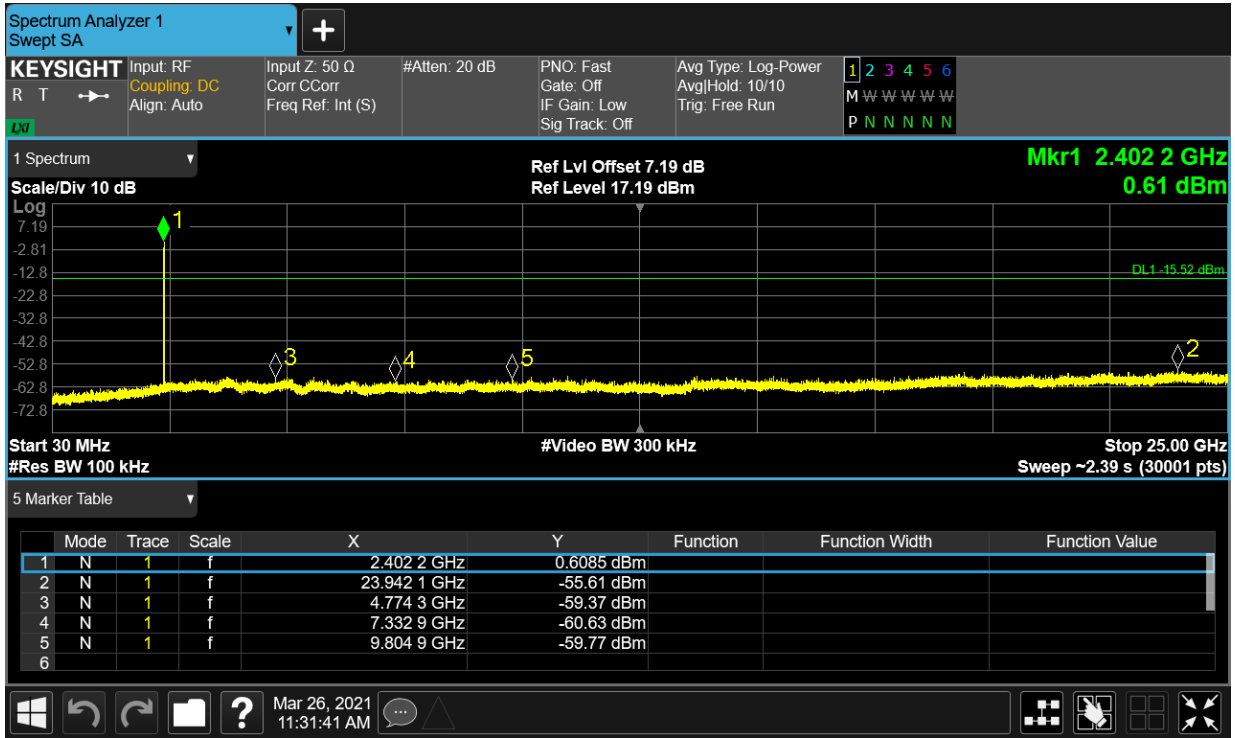 Spectrum Analyzer 1
Swept SA
KEYSIGHT
R T
LXI
Input: RF
Coupling: DC
Align: Auto
Input Z: 50 Ω
Corr CCorr
Freq Ref: Int (S)
#Atten: 20 dB
PNO: Fast
Gate: Off
IF Gain: Low
Sig Track: Off
Avg Type: Log-Power
Avg|Hold: 10/10
Trig: Free Run
1 2 3 4 5 6
M W W W W W
P N N N N N
1 Spectrum
Scale/Div 10 dB
Ref Lvl Offset 7.19 dB
Ref Level 17.19 dBm
Mkr1 2.402 2 GHz
0.61 dBm
Log
7.19
-2.81
-12.8
-22.8
-32.8
-42.8
-52.8
-62.8
-72.8
1
3
4
5
2
DL1 -15.52 dBm
Start 30 MHz
#Res BW 100 kHz
#Video BW 300 kHz
Stop 25.00 GHz
Sweep ~2.39 s (30001 pts)
5 Marker Table
Mode Trace Scale X Y Function Function Width Function Value
1 N 1 f 2.402 2 GHz 0.6085 dBm
2 N 1 f 23.942 1 GHz -55.61 dBm
3 N 1 f 4.774 3 GHz -59.37 dBm
4 N 1 f 7.332 9 GHz -60.63 dBm
5 N 1 f 9.804 9 GHz -59.77 dBm
6
?
Mar 26, 2021
11:31:41 AM